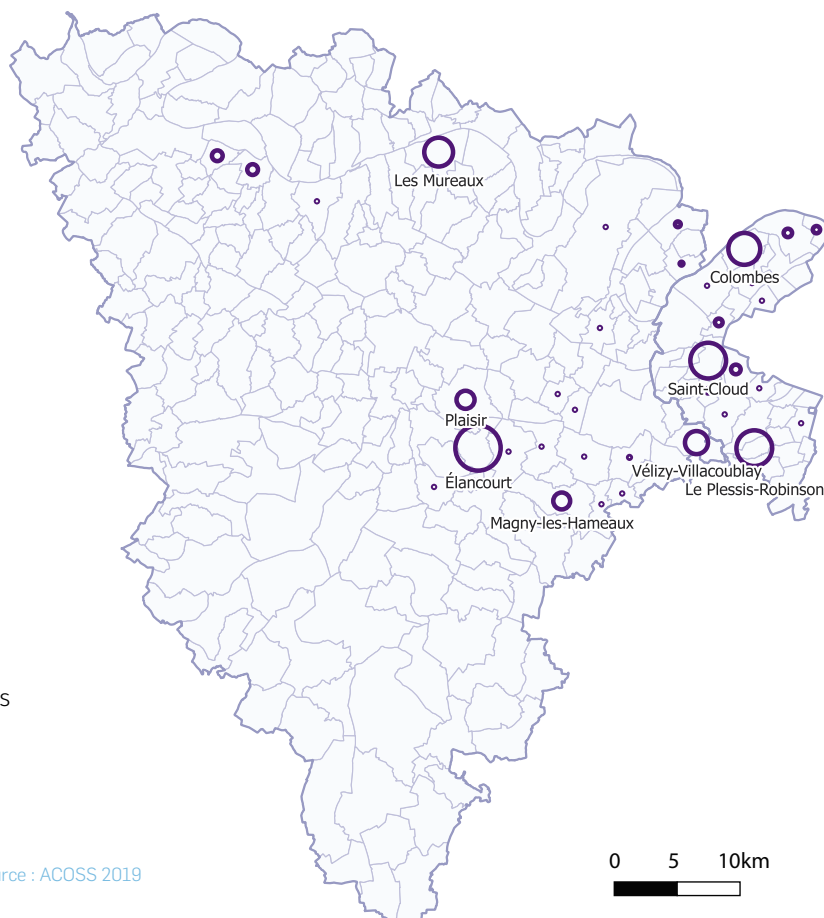 Les Mureaux
Colombes
Saint-Cloud
Plaisir
Vélizy-Villacoublay
Élancourt
Le Plessis-Robinson
Magny-les-Hameaux
S
rce : ACOSS 2019
0 5 10km